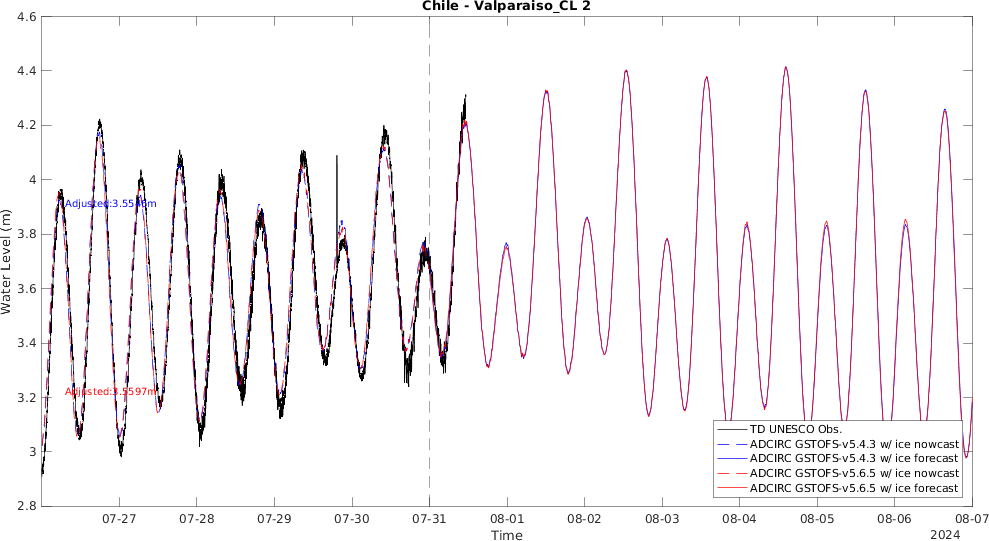 Chile - Valparaiso_CL 2
4.6
4.4
4.2
4
3.8
3.6
3.4
3.2
3
2.8
Water Level (m)
Adjusted:3.5546m
Adjusted:3.5597m
TD UNESCO Obs.
ADCIRC GSTOFS-v5.4.3 w/ ice nowcast
ADCIRC GSTOFS-v5.4.3 w/ ice forecast
ADCIRC GSTOFS-v5.6.5 w/ ice nowcast
ADCIRC GSTOFS-v5.6.5 w/ ice forecast
07-27 07-28 07-29 07-30 07-31 08-01 08-02 08-03 08-04 08-05 08-06 08-07
Time
2024